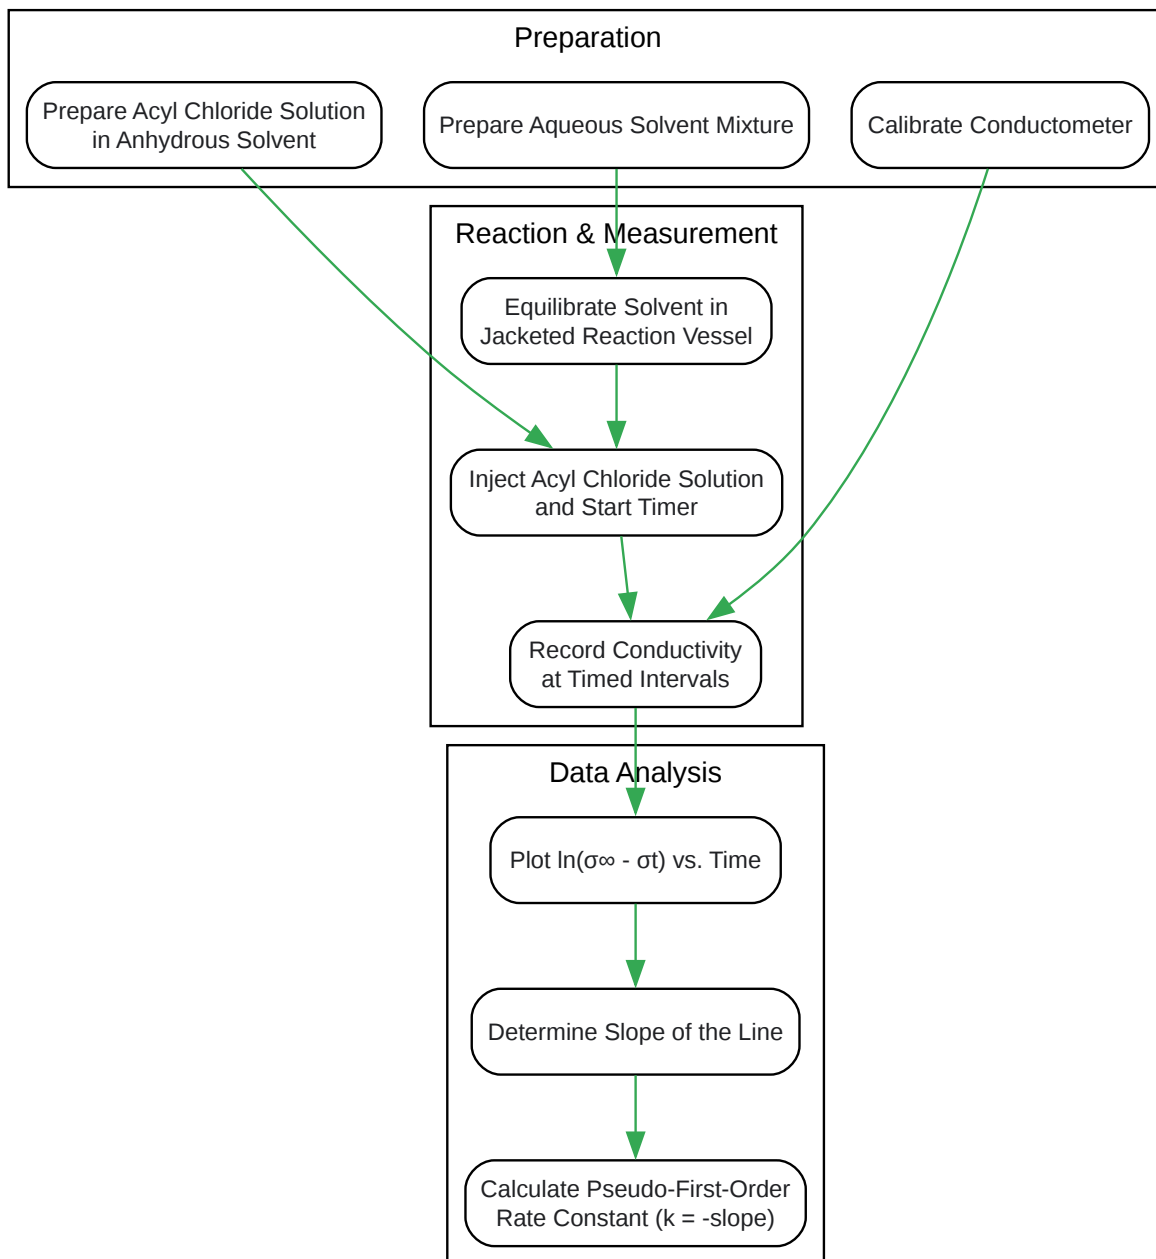 Preparation
Prepare Acyl Chloride Solution
in Anhydrous Solvent
Prepare Aqueous Solvent Mixture
Calibrate Conductometer
Reaction & Measurement
Equilibrate Solvent in
Jacketed Reaction Vessel
Inject Acyl Chloride Solution
and Start Timer
Record Conductivity
at Timed Intervals
Data Analysis
Plot ln(σ∞ - σt) vs. Time
Determine Slope of the Line
Calculate Pseudo-First-Order
Rate Constant (k = -slope)